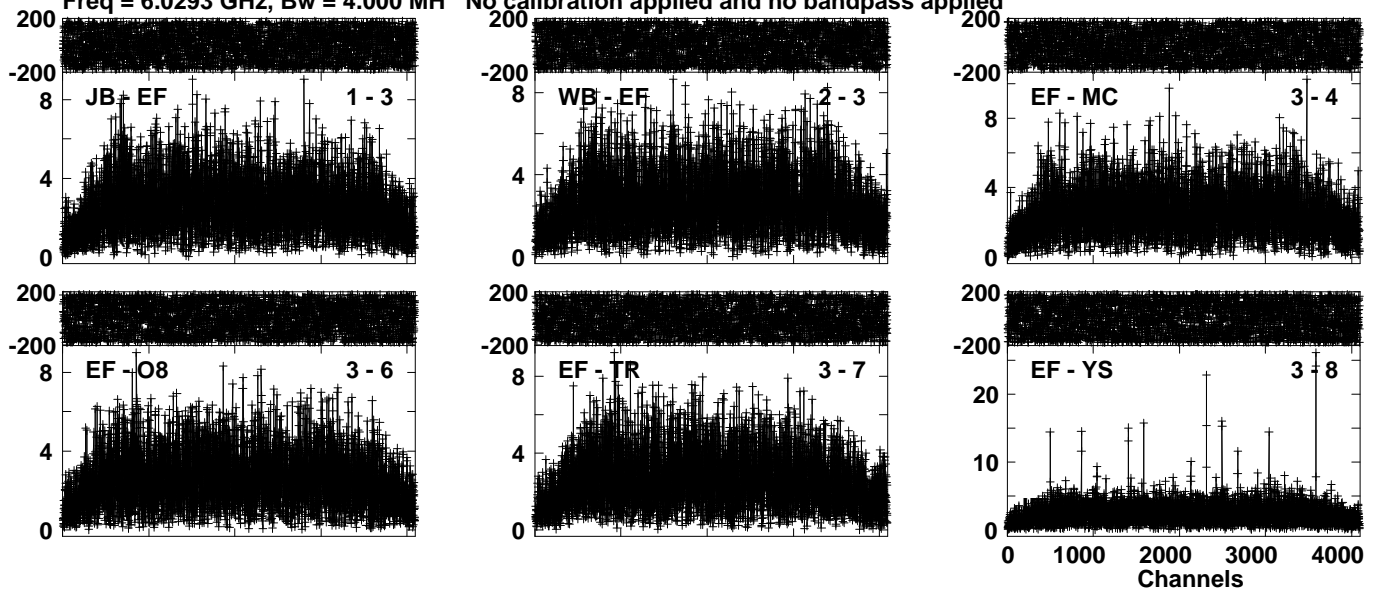 Freq = 6.0293 GHz, Bw = 4.000 MH No calibration applied and no bandpass applied
200 200 200
-200 -200 -200
JB - EF 1 - 3 WB - EF 2 - 3 EF - MC 3 - 4
8 8 8
4 4 4
0 0 0
200 200 200
-200 -200 -200
EF - O8 3 - 6 EF - TR 3 - 7 EF - YS 3 - 8
8 8 20
4 4 10
0 0 0
0 1000 2000 3000 4000
Channels